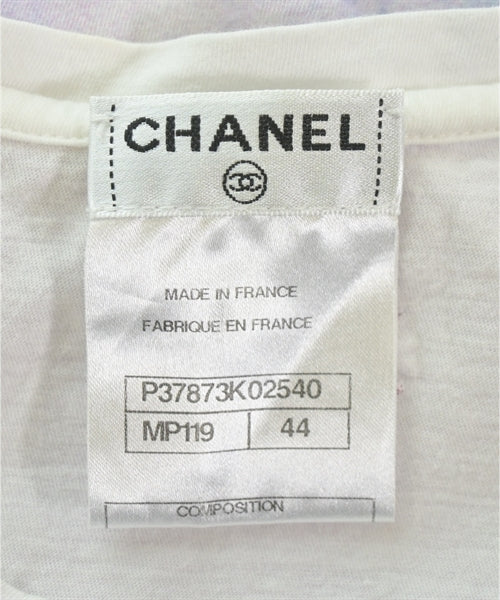 CHANEL
MADE IN FRANCE
FABRIQUE EN FRANCE
P37873K02540
MP119 44
COMPOSITION